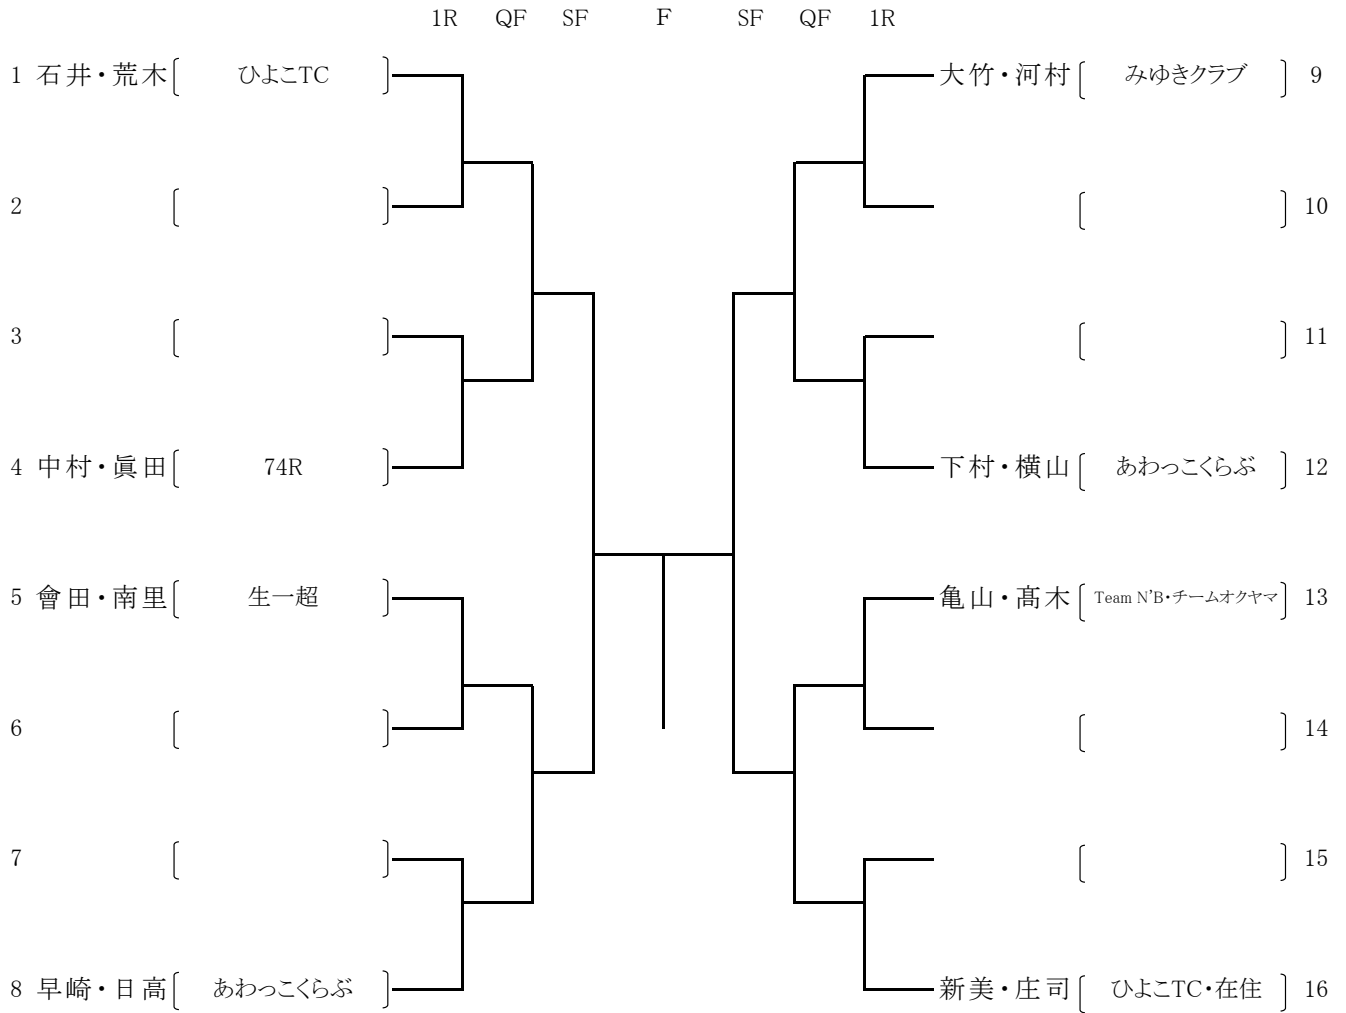 1R QF SF F SF QF 1R
1 石井・荒木 〔 ひよこTC 〕 大竹・河村 〔 みゆきクラブ 〕 9
2 〔 〕 〔 〕 10
3 〔 〕 〔 〕 11
4 中村・眞田 〔 74R 〕 下村・横山 〔 あわっこくらぶ 〕 12
5 會田・南里 〔 生一超 〕 亀山・髙木 〔 Team N'B・チームオクヤマ 〕 13
6 〔 〕 〔 〕 14
7 〔 〕 〔 〕 15
8 早崎・日高 〔 あわっこくらぶ 〕 新美・庄司 〔 ひよこTC・在住 〕 16